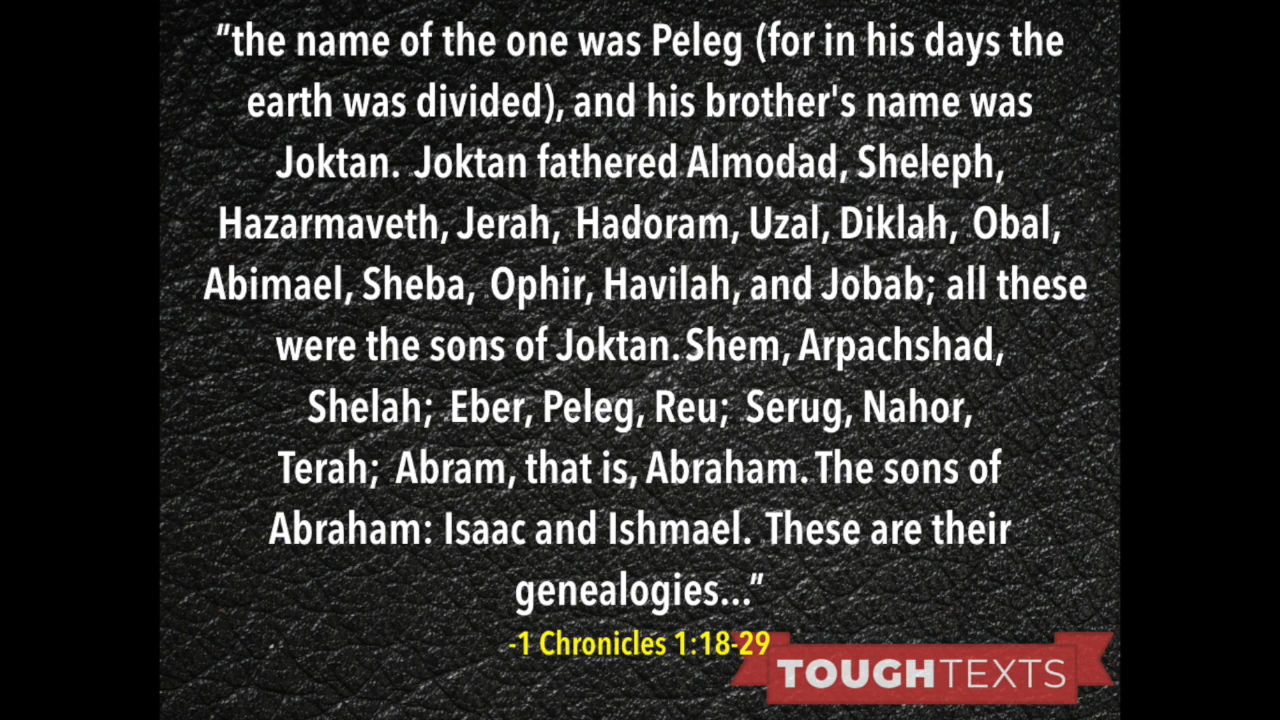 "the name of the one was Peleg (for in his days the
earth was divided), and his brother's name was
Joktan. Joktan fathered Almodad, Sheleph,
Hazarmaveth, Jerah, Hadoram, Uzal, Diklah, Obal,
Abimael, Sheba, Ophir, Havilah, and Jobab; all these
were the sons of Joktan. Shem, Arpachshad,
Shelah; Eber, Peleg, Reu; Serug, Nahor,
Terah; Abram, that is, Abraham. The sons of
Abraham: Isaac and Ishmael. These are their
genealogies..."
-1 Chronicles 1:18-29
TOUGHTEXTS